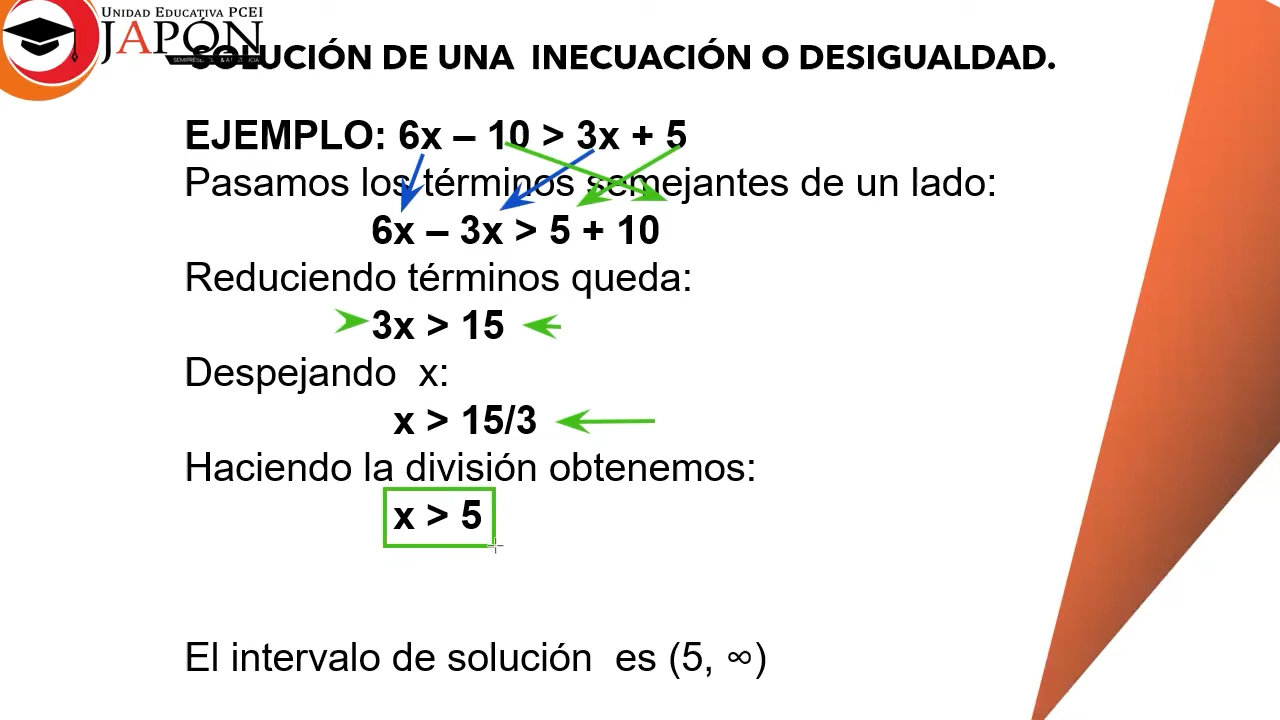 UNIDAD EDUCATIVA PCEI
JAPÓN
SOLUCIÓN DE UNA INECUACIÓN O DESIGUALDAD.
EJEMPLO: 6x – 10 > 3x + 5
Pasamos los términos semejantes de un lado:
6x – 3x > 5 + 10
Reduciendo términos queda:
3x > 15
Despejando x:
x > 15/3
Haciendo la división obtenemos:
x > 5
El intervalo de solución es (5, ∞)